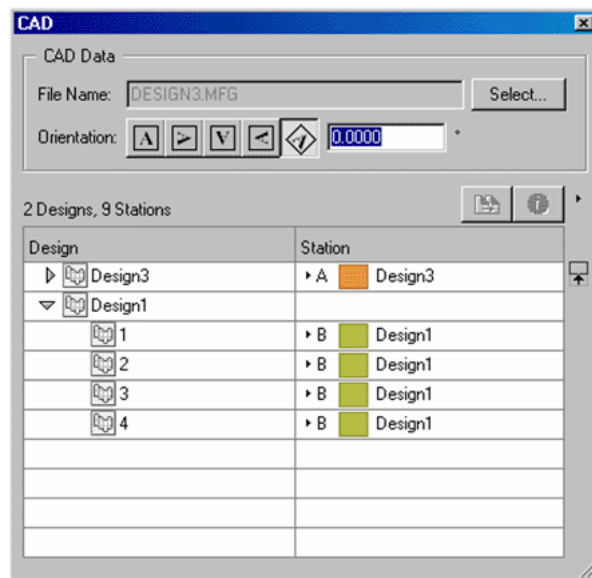 CAD
CAD Data
File Name: DESIGN3.MFG Select...
Orientation: A A A A A 0.0000 °
2 Designs, 9 Stations
Design Station
Design3 A Design3
Design1
1 B Design1
2 B Design1
3 B Design1
4 B Design1